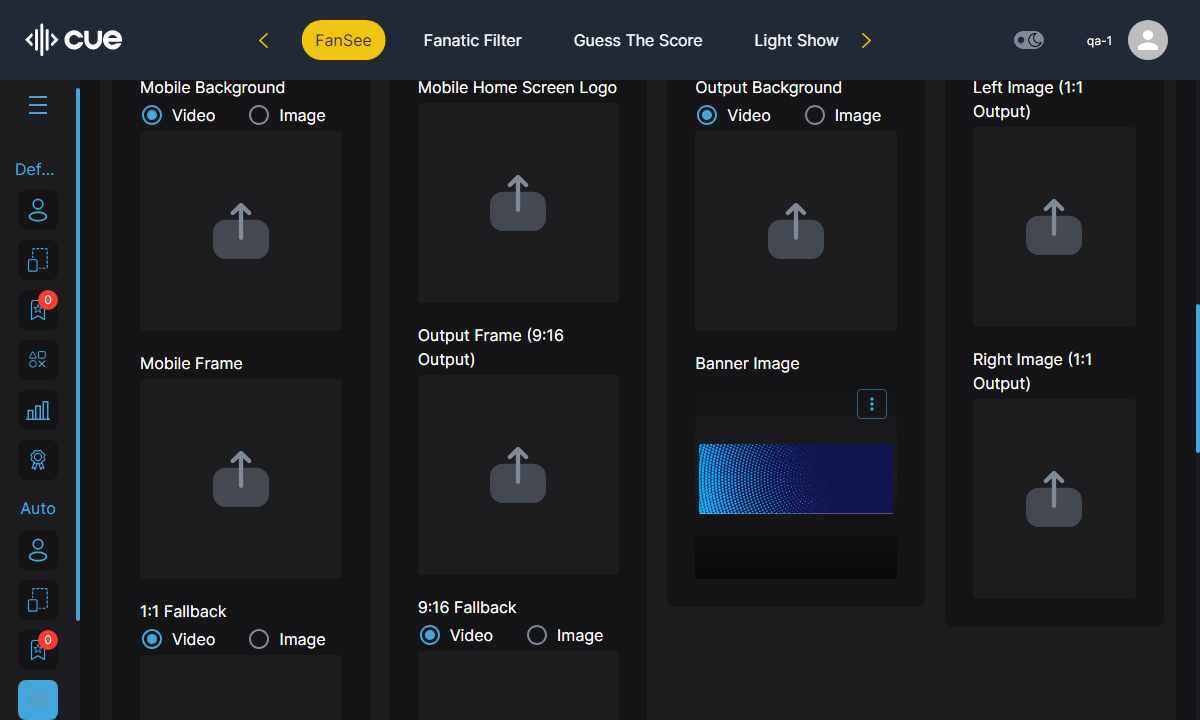 cue
FanSee
Fanatic Filter
Guess The Score
Light Show
qa-1
Def...
0
Auto
0
Mobile Background
Video
Image
Mobile Frame
1:1 Fallback
Video
Image
Mobile Home Screen Logo
Output Frame (9:16
Output)
9:16 Fallback
Video
Image
Output Background
Video
Image
Banner Image
Left Image (1:1
Output)
Right Image (1:1
Output)